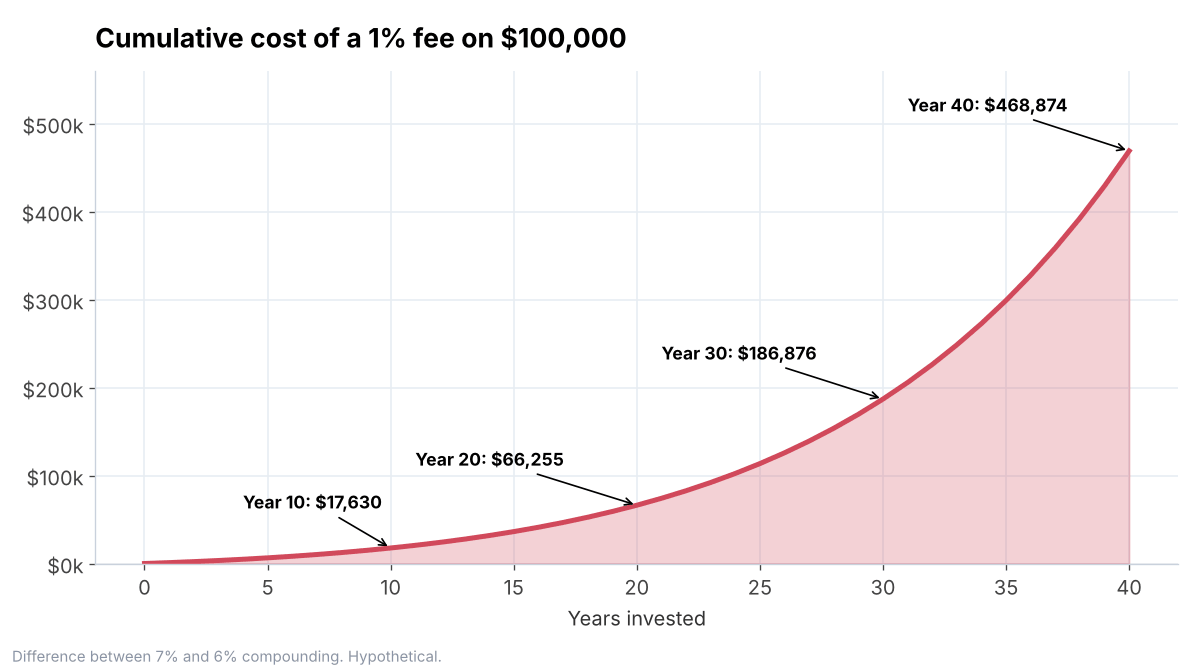 Cumulative cost of a 1% fee on $100,000
$500k
$400k
$300k
$200k
$100k
$0k
Year 40: $468,874
Year 30: $186,876
Year 20: $66,255
Year 10: $17,630
0 5 10 15 20 25 30 35 40
Years invested
Difference between 7% and 6% compounding. Hypothetical.